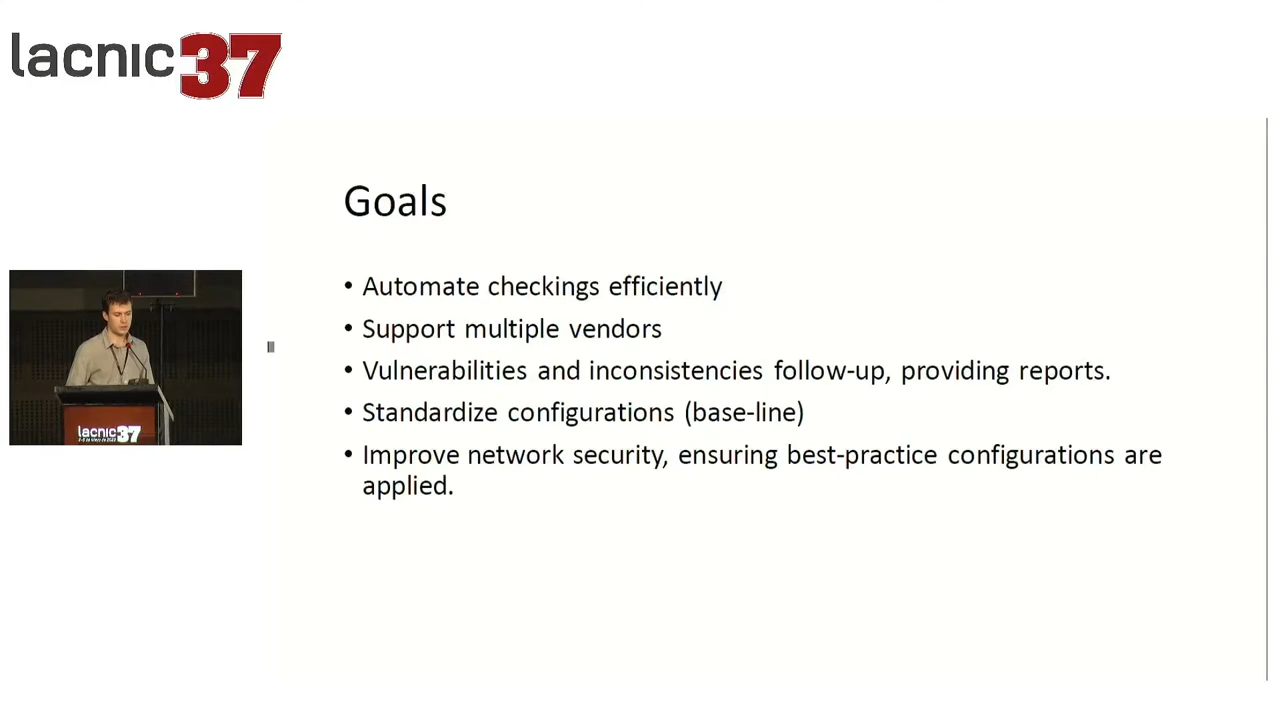 lacnic37
Goals
• Automate checkings efficiently
• Support multiple vendors
• Vulnerabilities and inconsistencies follow-up, providing reports.
• Standardize configurations (base-line)
• Improve network security, ensuring best-practice configurations are
applied.
lacnic37